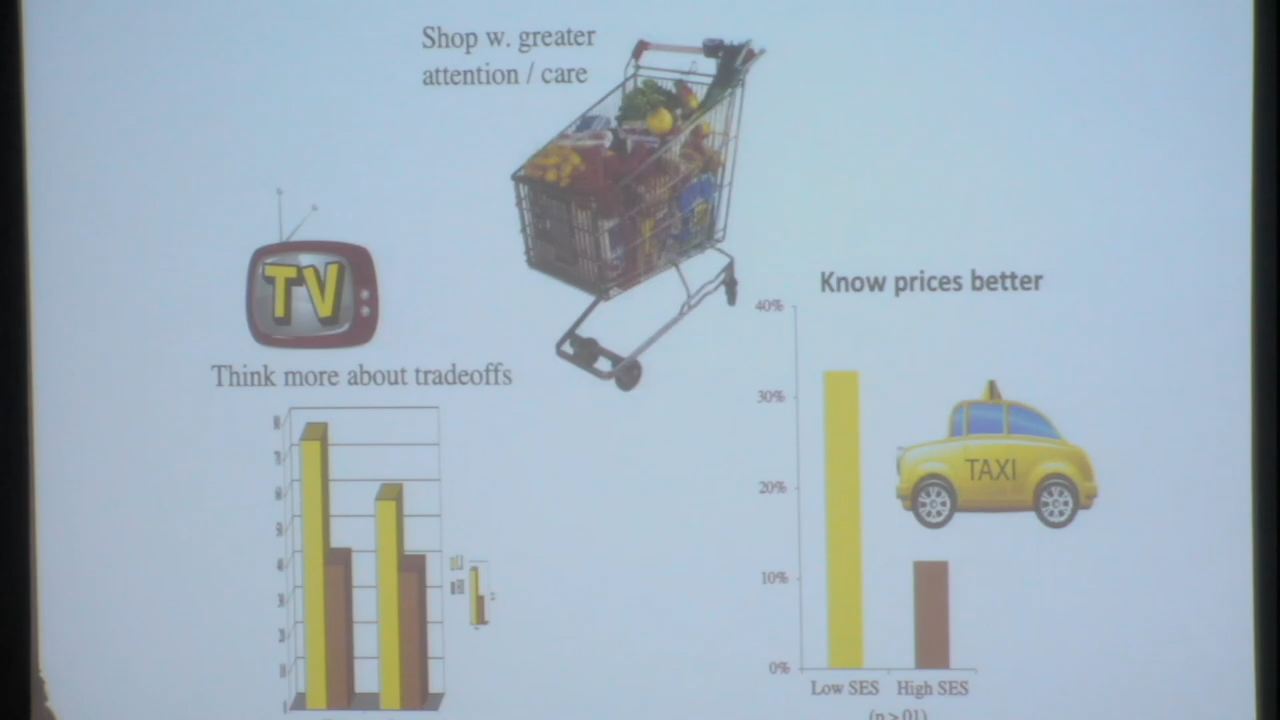 Shop w. greater
attention / care
TV
Think more about tradeoffs
Know prices better
40%
30%
20%
10%
0%
TAXI
Low SES
High SES